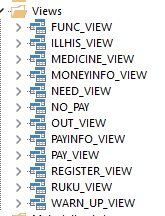 Views
FUNC_VIEW
ILLHIS_VIEW
MEDICINE_VIEW
MONEYINFO_VIEW
NEED_VIEW
NO_PAY
OUT_VIEW
PAYINFO_VIEW
PAY_VIEW
REGISTER_VIEW
RUKU_VIEW
WARN_UP_VIEW